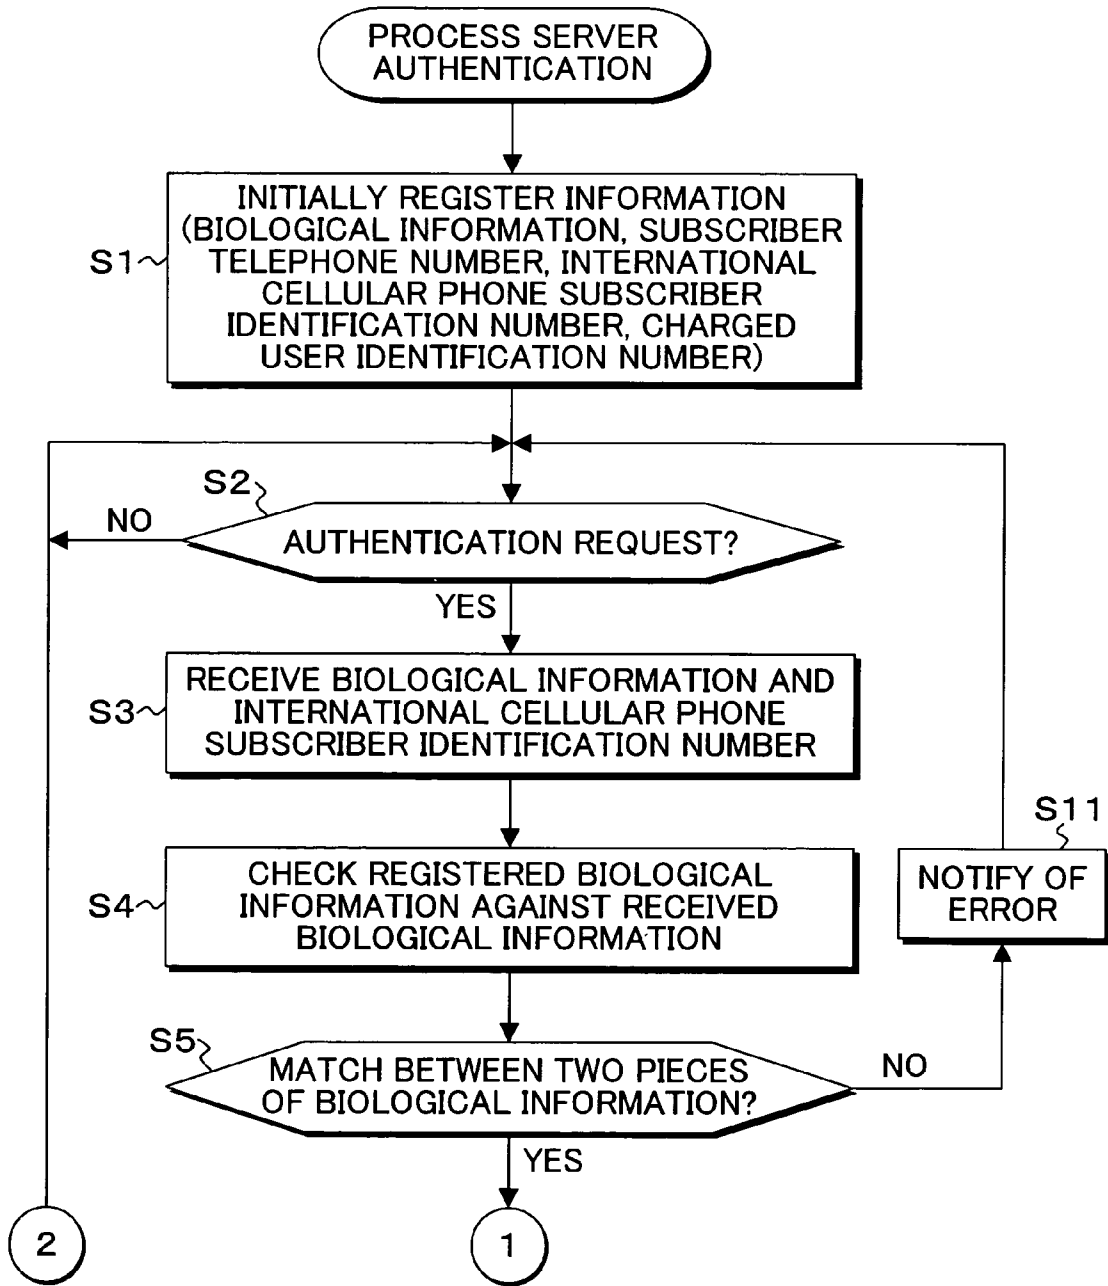 PROCESS SERVER
AUTHENTICATION
INITIALLY REGISTER INFORMATION
(BIOLOGICAL INFORMATION, SUBSCRIBER
S1
TELEPHONE NUMBER, INTERNATIONAL
CELLULAR PHONE SUBSCRIBER
IDENTIFICATION NUMBER, CHARGED
USER IDENTIFICATION NUMBER)
S2
NO
AUTHENTICATION REQUEST?
YES
S3
RECEIVE BIOLOGICAL INFORMATION AND
INTERNATIONAL CELLULAR PHONE
SUBSCRIBER IDENTIFICATION NUMBER
S4
CHECK REGISTERED BIOLOGICAL
INFORMATION AGAINST RECEIVED
BIOLOGICAL INFORMATION
S11
NOTIFY OF
ERROR
S5
MATCH BETWEEN TWO PIECES
OF BIOLOGICAL INFORMATION?
NO
YES
2
1